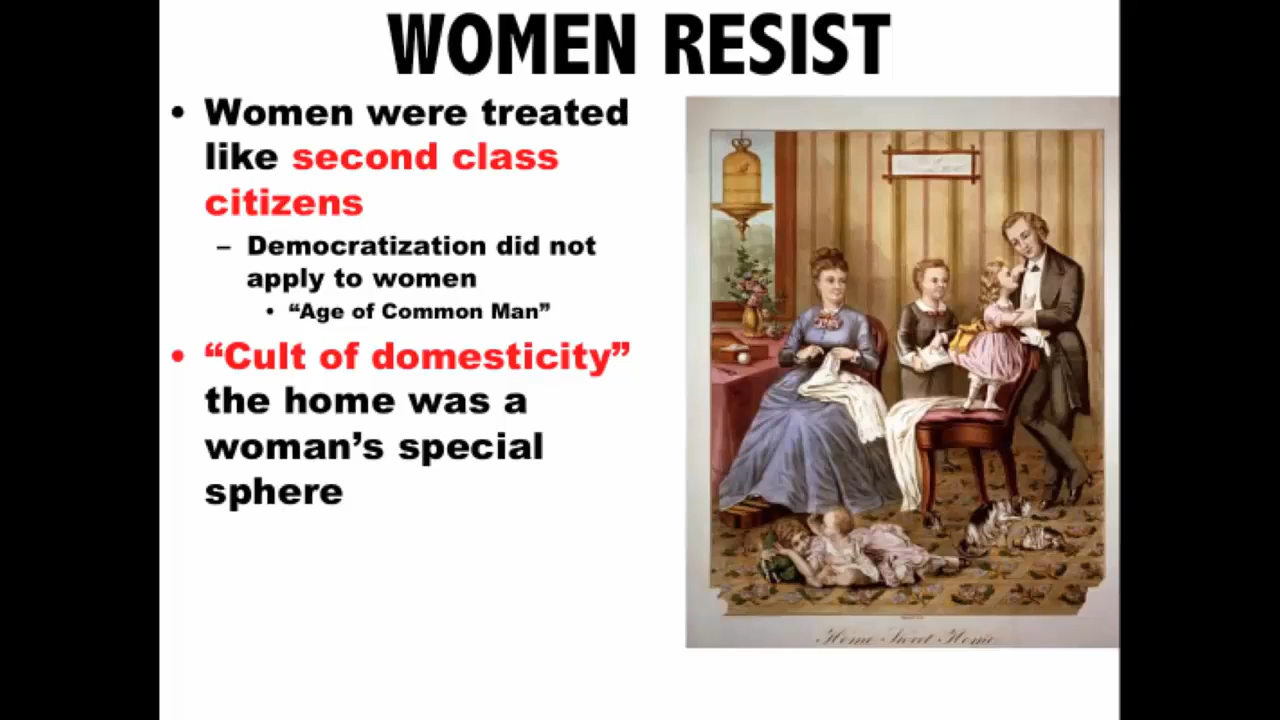 WOMEN RESIST
• Women were treated
like second class
citizens
– Democratization did not
apply to women
• “Age of Common Man”
• “Cult of domesticity”
the home was a
woman’s special
sphere
Home Sweet Home